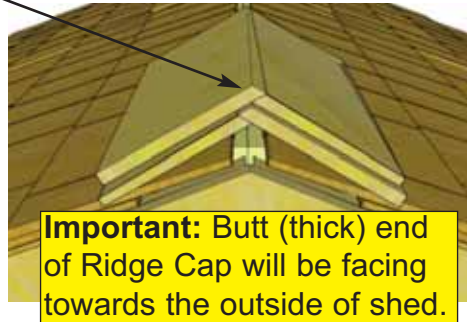 Important: Butt (thick) end
of Ridge Cap will be facing
towards the outside of shed.